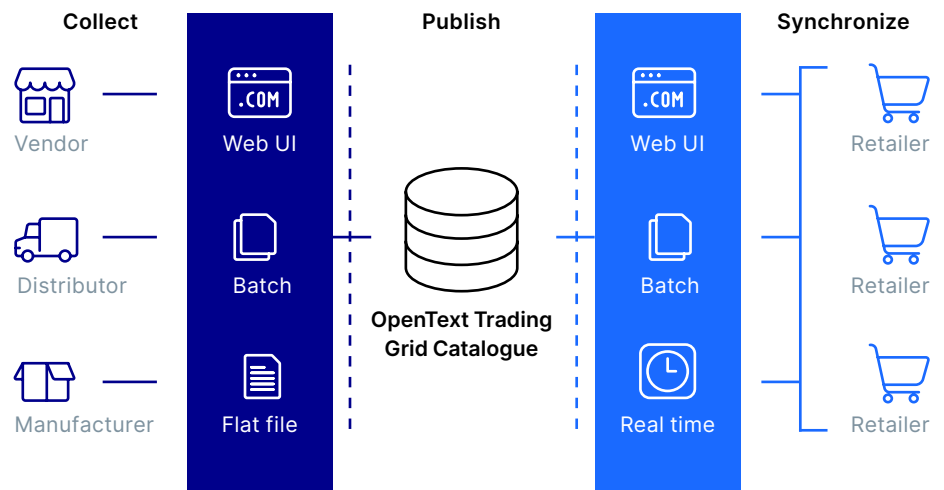 Collect
Publish
Synchronize
.COM
.COM
Vendor
Web UI
Web UI
Retailer
Distributor
Batch
Batch
Retailer
OpenText Trading
Grid Catalogue
Manufacturer
Flat file
Real time
Retailer